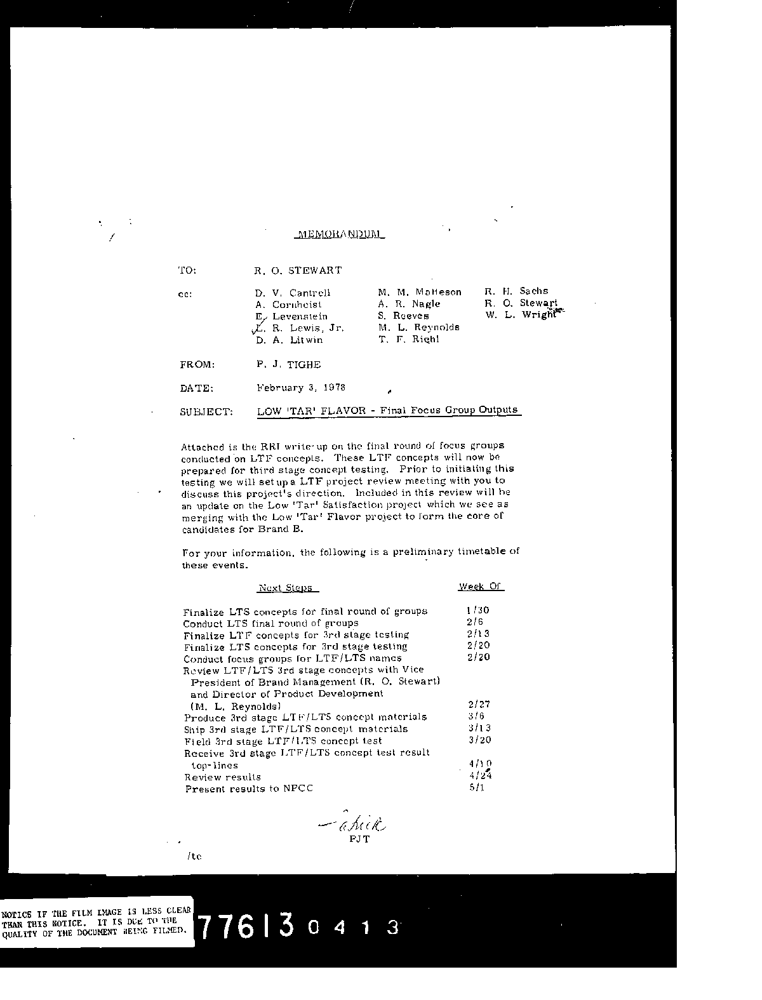 MEMORANDUM
TO: R. O. STEWART
cc: D. V. Cantrell M. M. Matteson R. H. Sachs
A. Cornheist A. R. Nagle R. O. Stewart
E. Levenstein S. Reeves W. L. Wright
E. R. Lewis, Jr. M. L. Reynolds
D. A. Litwin T. F. Riehl
FROM: P. J. TIGHE
DATE: February 3, 1978
SUBJECT: LOW 'TAR' FLAVOR - Final Focus Group Outputs
Attached is the RRI write-up on the final round of focus groups
conducted on LTF concepts. These LTF concepts will now be
prepared for third stage concept testing. Prior to initiating this
testing we will set up a LTF project review meeting with you to
discuss this project's direction. Included in this review will be
an update on the Low 'Tar' Satisfaction project which we see as
merging with the Low 'Tar' Flavor project to form the core of
candidates for Brand B.
For your information, the following is a preliminary timetable of
these events.
Next Steps Week Of
Finalize LTS concepts for final round of groups 1/30
Conduct LTS final round of groups 2/6
Finalize LTF concepts for 3rd stage testing 2/13
Finalize LTS concepts for 3rd stage testing 2/20
Conduct focus groups for LTF/LTS names 2/20
Review LTF/LTS 3rd stage concepts with Vice
President of Brand Management (R. O. Stewart)
and Director of Product Development
(M. L. Reynolds) 2/27
Produce 3rd stage LTF/LTS concept materials 3/6
Ship 3rd stage LTF/LTS concept materials 3/13
Field 3rd stage LTF/LTS concept test 3/20
Receive 3rd stage LTF/LTS concept test result
top-lines 4/10
Review results 4/24
Present results to NPCC 5/1
PJT
/tc
NOTICE IF THE FILM IMAGE IS LESS CLEAR
THAN THIS NOTICE. IT IS DUE TO THE
QUALITY OF THE DOCUMENT BEING FILMED.
77613 0413